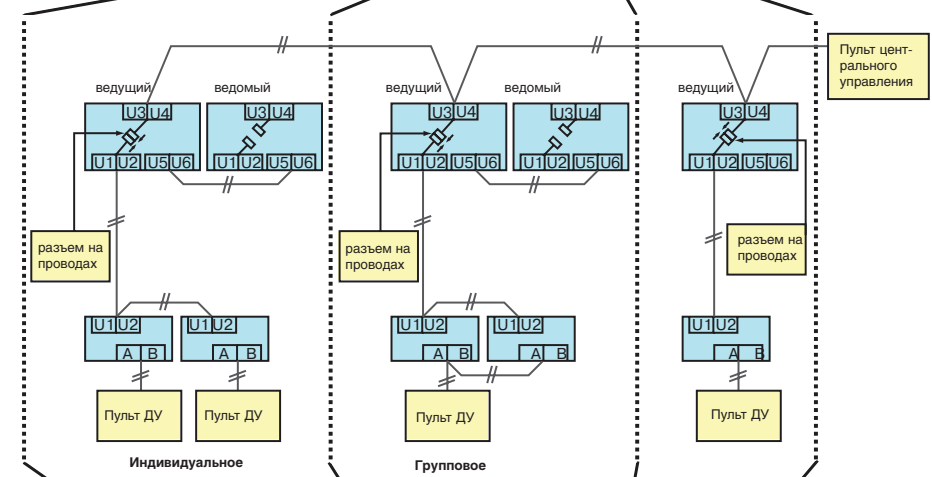 Пульт цент-
рального
управления
ведущий ведомый ведущий ведомый ведущий
U3 U4 U3 U4 U3 U4 U3 U4 U3 U4
U1 U2 U5 U6 U1 U2 U5 U6 U1 U2 U5 U6 U1 U2 U5 U6 U1 U2 U5 U6
разъем на
проводах
разъем на
проводах
разъем на
проводах
U1 U2 U1 U2 U1 U2 U1 U2 U1 U2
A B A B A B A B A B
Пульт ДУ Пульт ДУ Пульт ДУ Пульт ДУ
Индивидуальное Групповое